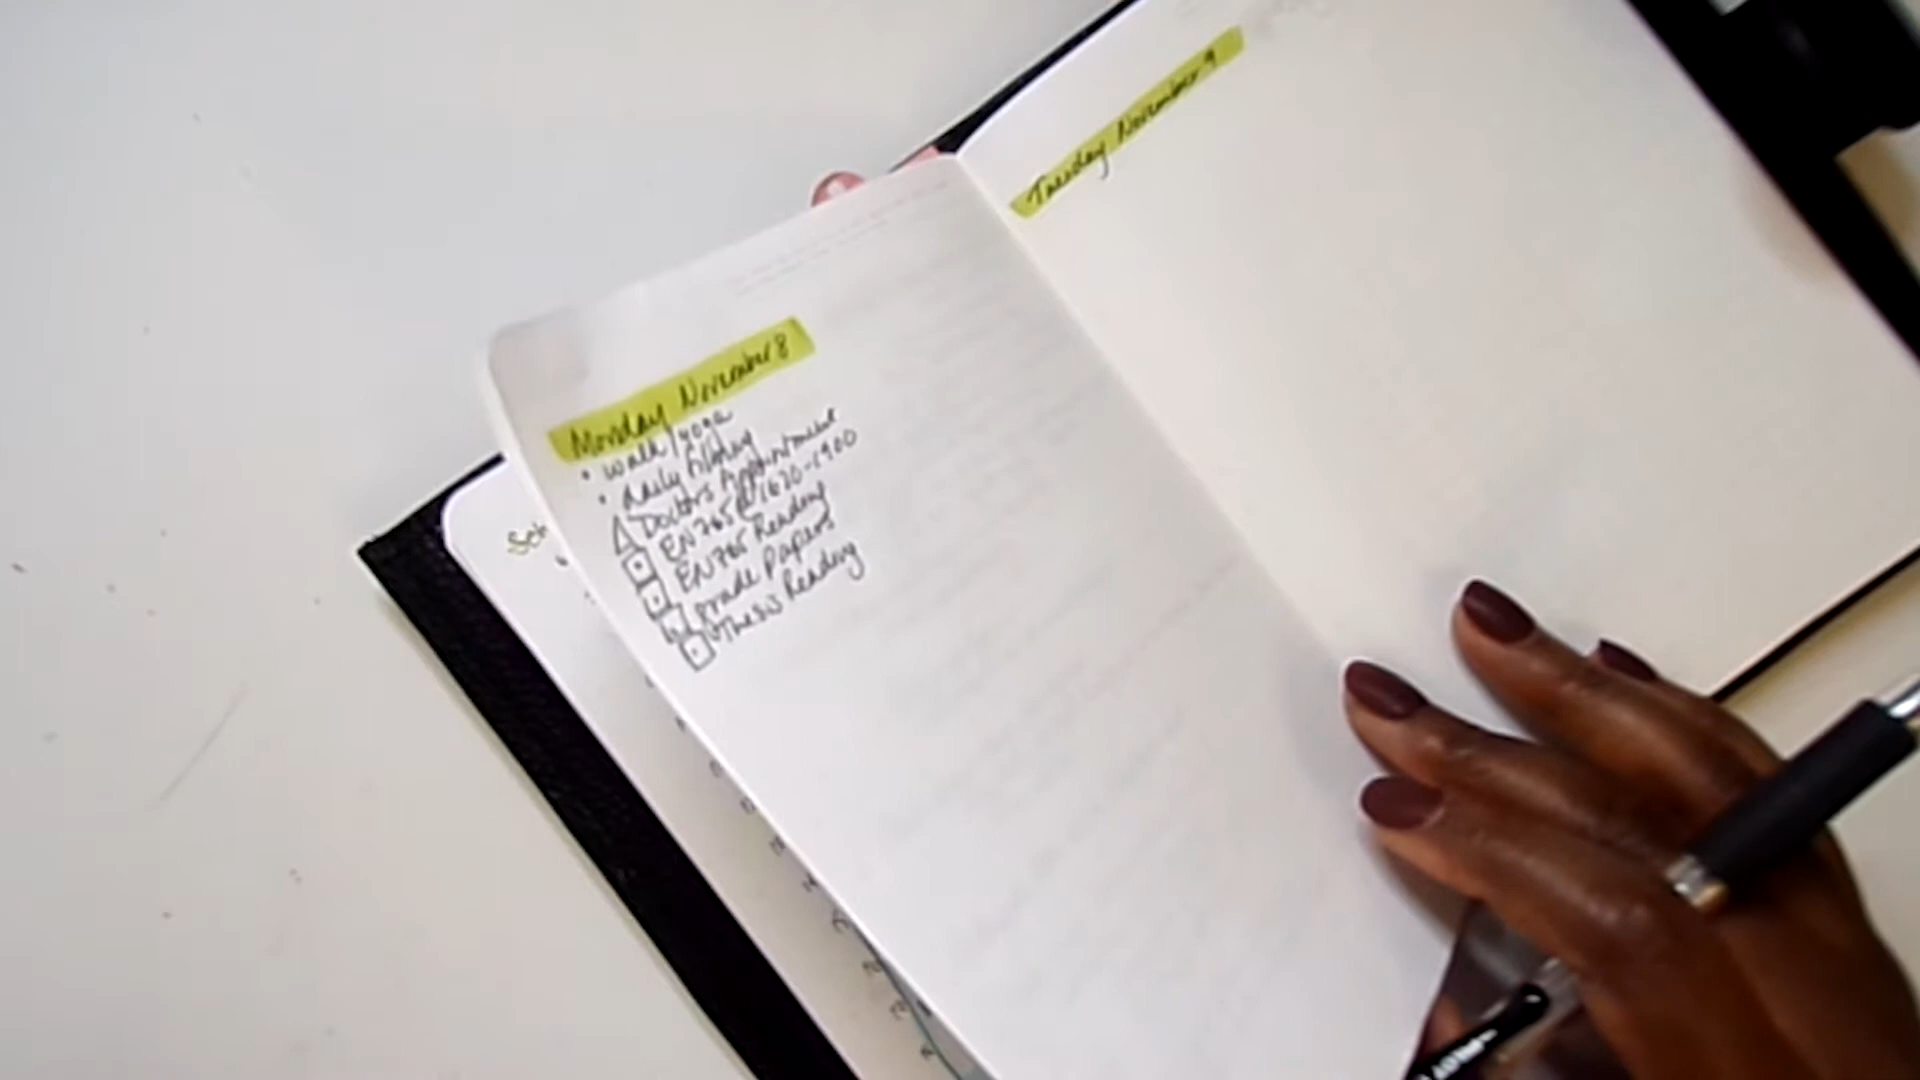 Monday November 8
• walk/yoga
• daily filming
Doctors Appointment
EN765 @ 1620-1900
EN765 Reading
grade Papers
Thesis Reading
Tuesday November 9
Sch